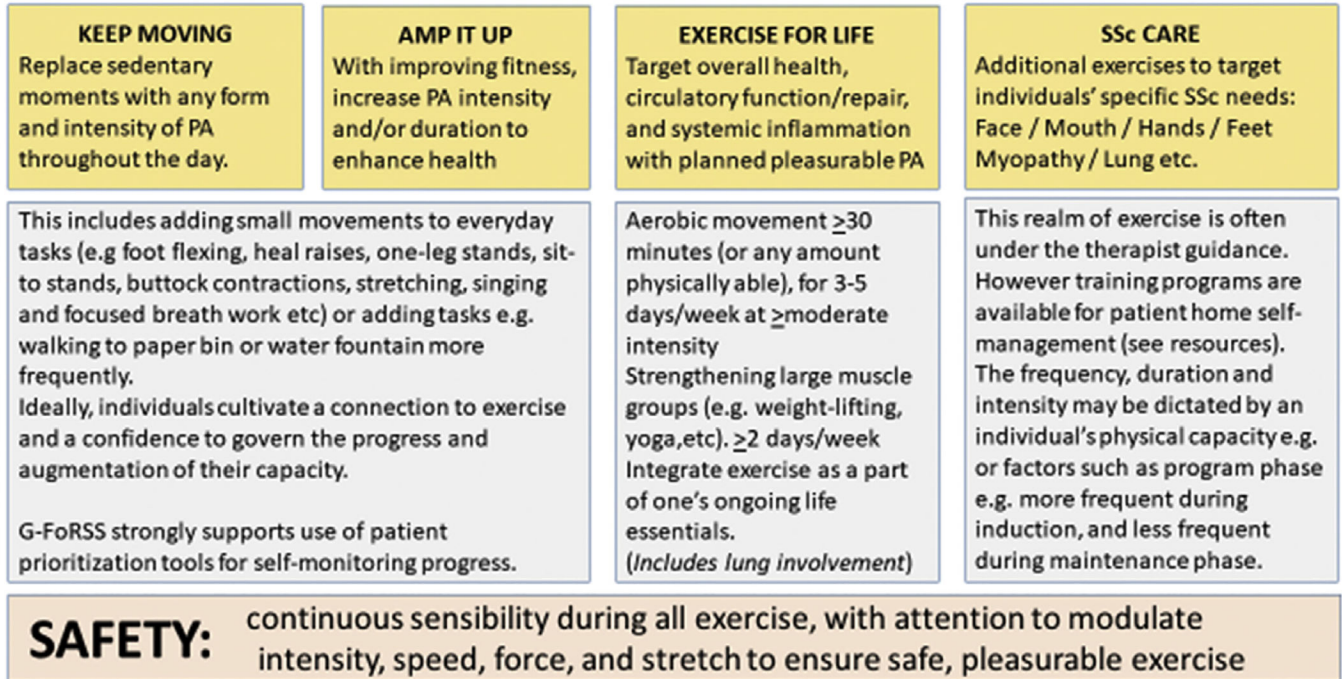 KEEP MOVING
Replace sedentary
moments with any form
and intensity of PA
throughout the day.
AMP IT UP
With improving fitness,
increase PA intensity
and/or duration to
enhance health
EXERCISE FOR LIFE
Target overall health,
circulatory function/repair,
and systemic inflammation
with planned pleasurable PA
SSc CARE
Additional exercises to target
individuals' specific SSc needs:
Face / Mouth / Hands / Feet
Myopathy / Lung etc.
This includes adding small movements to everyday
tasks (e.g foot flexing, heal raises, one-leg stands, sit-
to stands, buttock contractions, stretching, singing
and focused breath work etc) or adding tasks e.g.
walking to paper bin or water fountain more
frequently.
Ideally, individuals cultivate a connection to exercise
and a confidence to govern the progress and
augmentation of their capacity.
G-FoRSS strongly supports use of patient
prioritization tools for self-monitoring progress.
Aerobic movement ≥30
minutes (or any amount
physically able), for 3-5
days/week at ≥moderate
intensity
Strengthening large muscle
groups (e.g. weight-lifting,
yoga,etc). ≥2 days/week
Integrate exercise as a part
of one's ongoing life
essentials.
(Includes lung involvement)
This realm of exercise is often
under the therapist guidance.
However training programs are
available for patient home self-
management (see resources).
The frequency, duration and
intensity may be dictated by an
individual's physical capacity e.g.
or factors such as program phase
e.g. more frequent during
induction, and less frequent
during maintenance phase.
SAFETY:
continuous sensibility during all exercise, with attention to modulate
intensity, speed, force, and stretch to ensure safe, pleasurable exercise